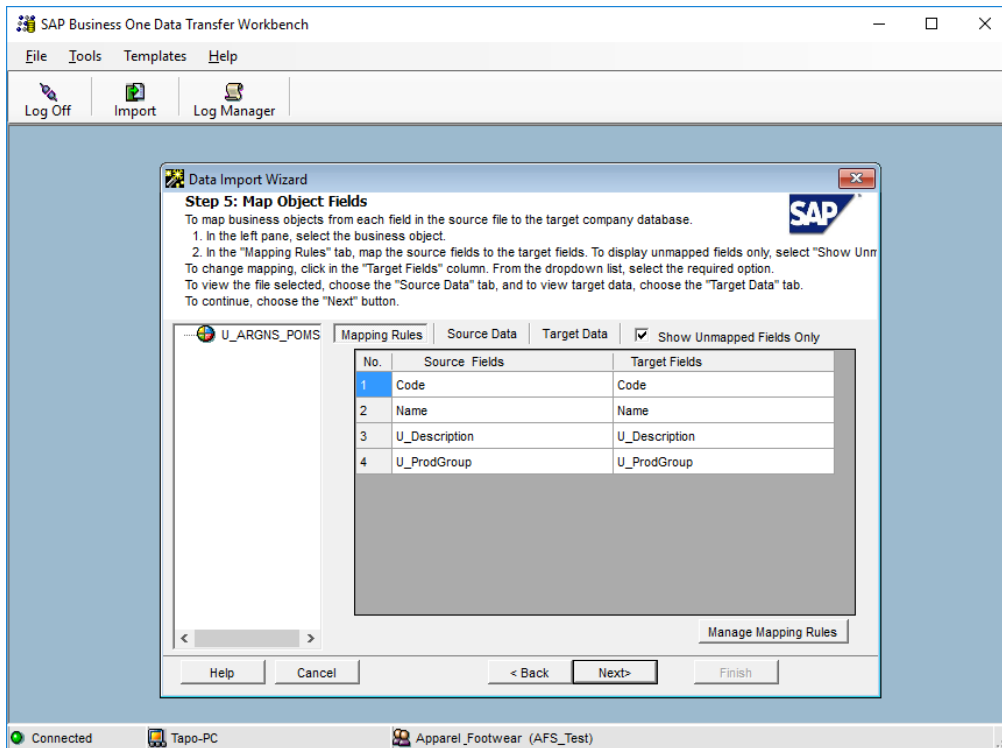 SAP Business One Data Transfer Workbench
File Tools Templates Help
Log Off Import Log Manager
Data Import Wizard
Step 5: Map Object Fields
SAP
To map business objects from each field in the source file to the target company database.
1. In the left pane, select the business object.
2. In the "Mapping Rules" tab, map the source fields to the target fields. To display unmapped fields only, select "Show Unm
To change mapping, click in the "Target Fields" column. From the dropdown list, select the required option.
To view the file selected, choose the "Source Data" tab, and to view target data, choose the "Target Data" tab.
To continue, choose the "Next" button.
U_ARGNS_POMS Mapping Rules Source Data Target Data Show Unmapped Fields Only
No. Source Fields Target Fields
1 Code Code
2 Name Name
3 U_Description U_Description
4 U_ProdGroup U_ProdGroup
Manage Mapping Rules
Help Cancel < Back Next> Finish
Connected Tapo-PC Apparel_Footwear (AFS_Test)